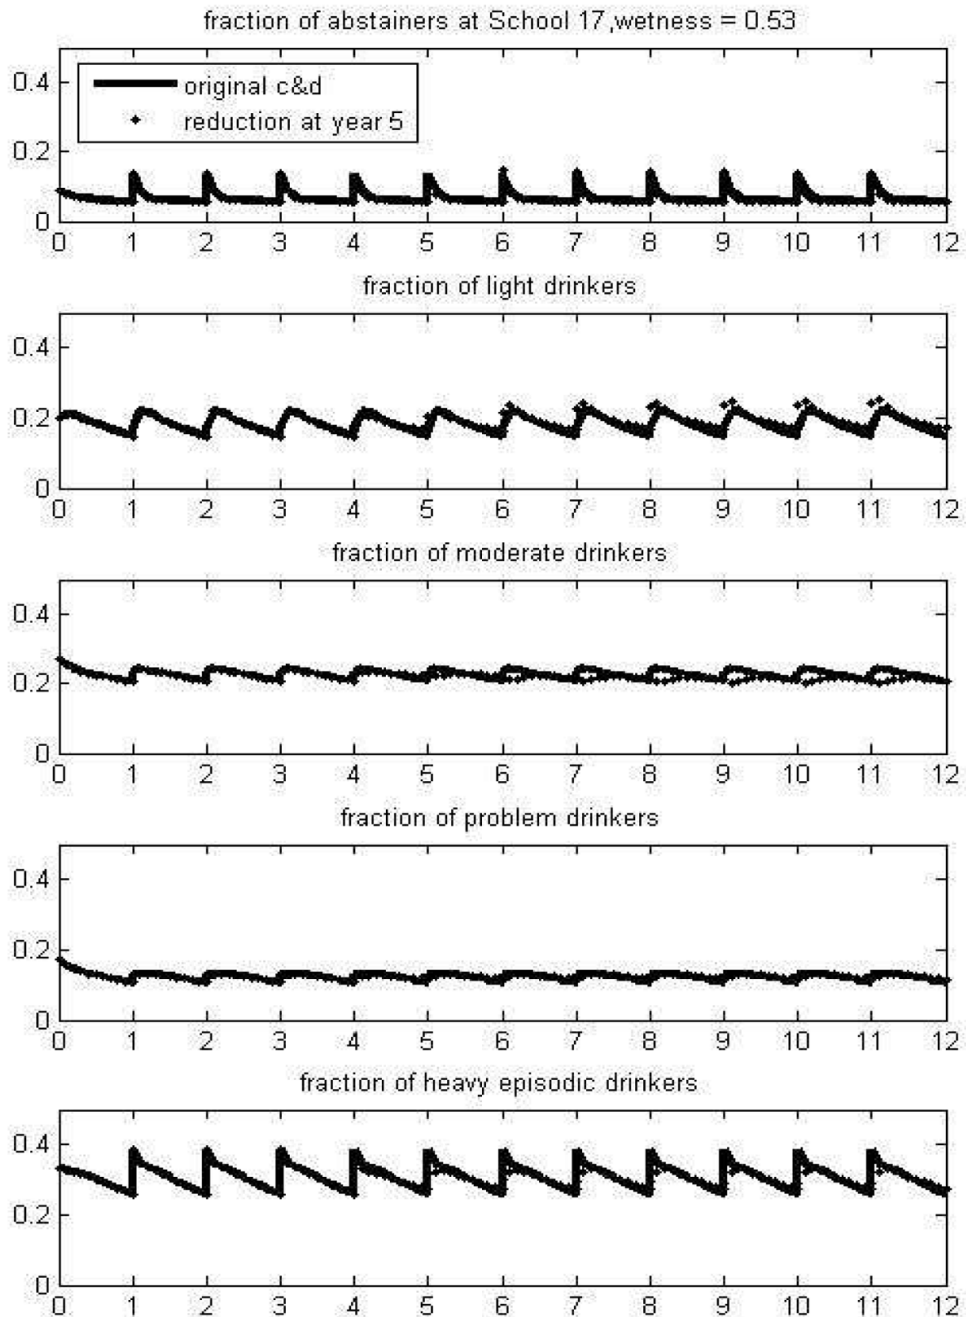 fraction of abstainers at School 17,wetness = 0.53
0.4
original c&d
reduction at year 5
0.2
0
0 1 2 3 4 5 6 7 8 9 10 11 12
fraction of light drinkers
0.4
0.2
0
0 1 2 3 4 5 6 7 8 9 10 11 12
fraction of moderate drinkers
0.4
0.2
0
0 1 2 3 4 5 6 7 8 9 10 11 12
fraction of problem drinkers
0.4
0.2
0
0 1 2 3 4 5 6 7 8 9 10 11 12
fraction of heavy episodic drinkers
0.4
0.2
0
0 1 2 3 4 5 6 7 8 9 10 11 12